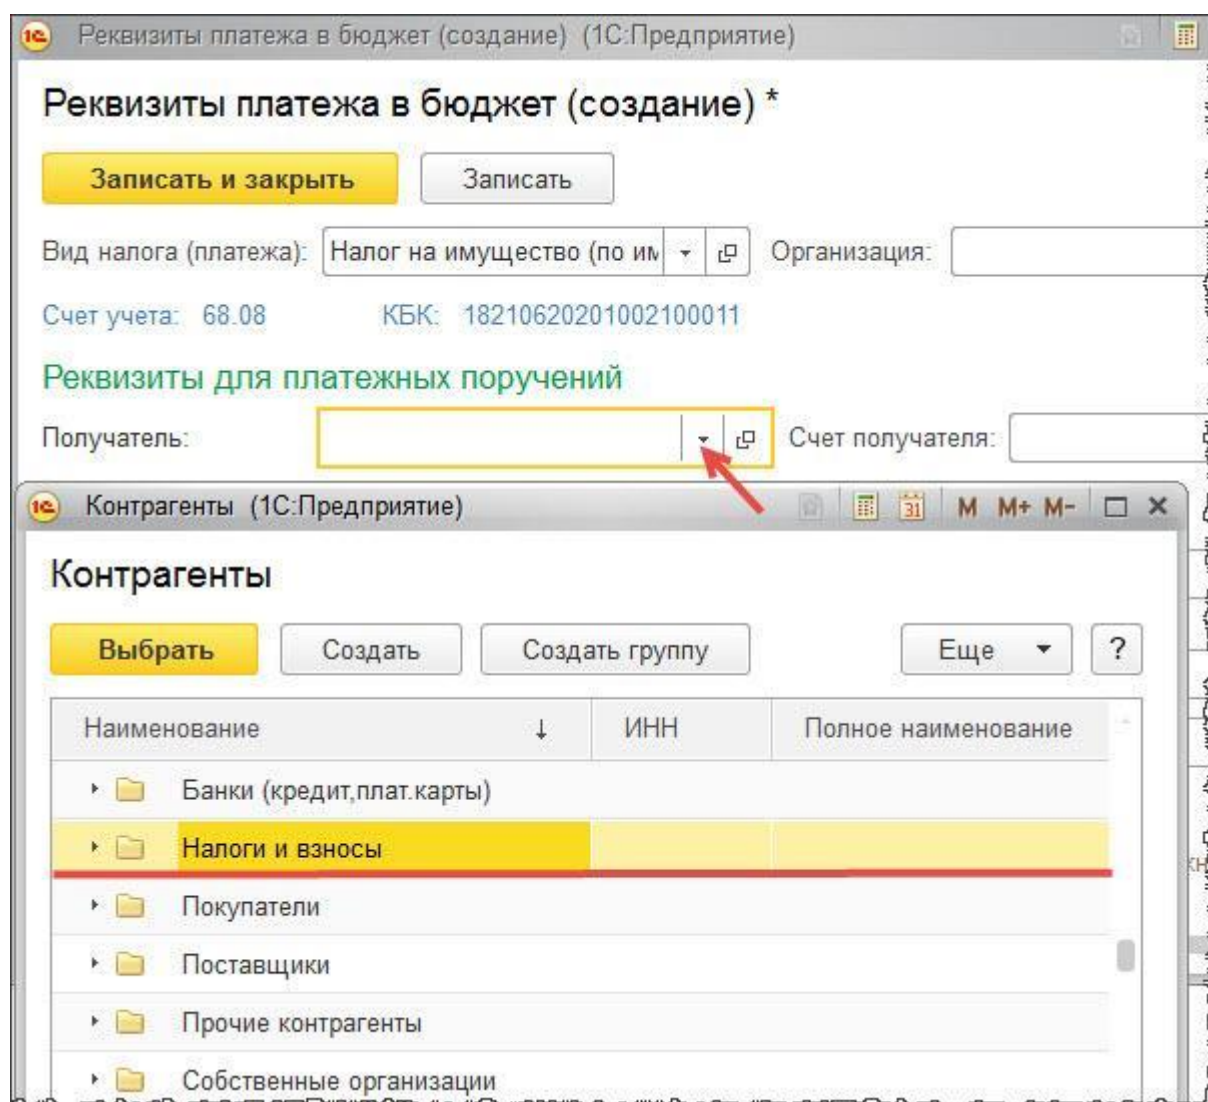 Реквизиты платежа в бюджет (создание) (1С:Предприятие)
Реквизиты платежа в бюджет (создание) *
Записать и закрыть Записать
Вид налога (платежа): Налог на имущество (по им Организация:
Счет учета: 68.08 КБК: 18210620201002100011
Реквизиты для платежных поручений
Получатель: Счет получателя:
Контрагенты (1С:Предприятие) 31 M M+ M-
Контрагенты
Выбрать Создать Создать группу Еще ?
Наименование ↓ ИНН Полное наименование
Банки (кредит,плат.карты)
Налоги и взносы
Покупатели
Поставщики
Прочие контрагенты
Собственные организации